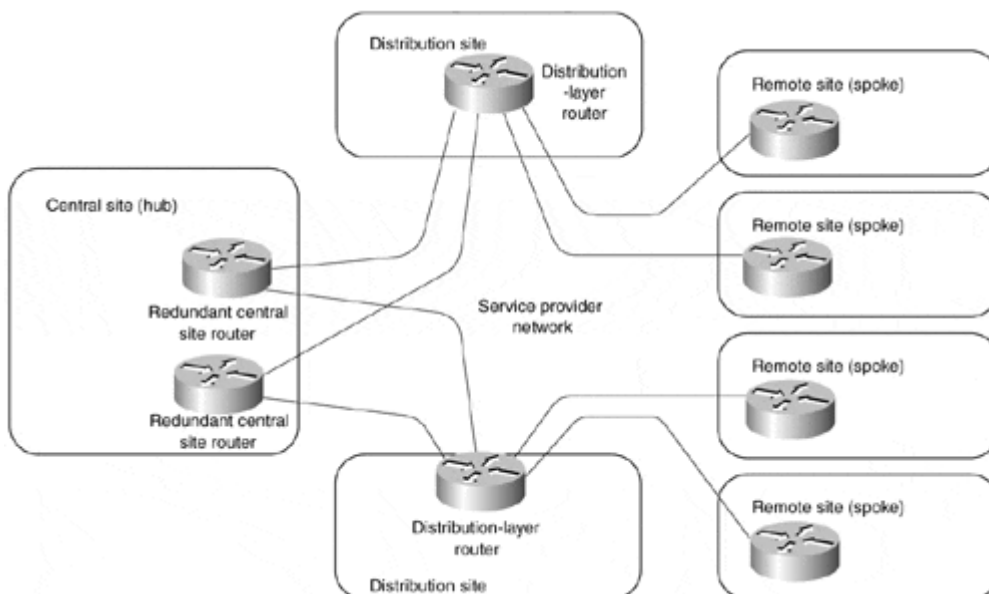 Distribution site
Distribution
-layer
router
Remote site (spoke)
Central site (hub)
Remote site (spoke)
Redundant central
site router
Service provider
network
Remote site (spoke)
Redundant central
site router
Distribution-layer
router
Remote site (spoke)
Distribution site